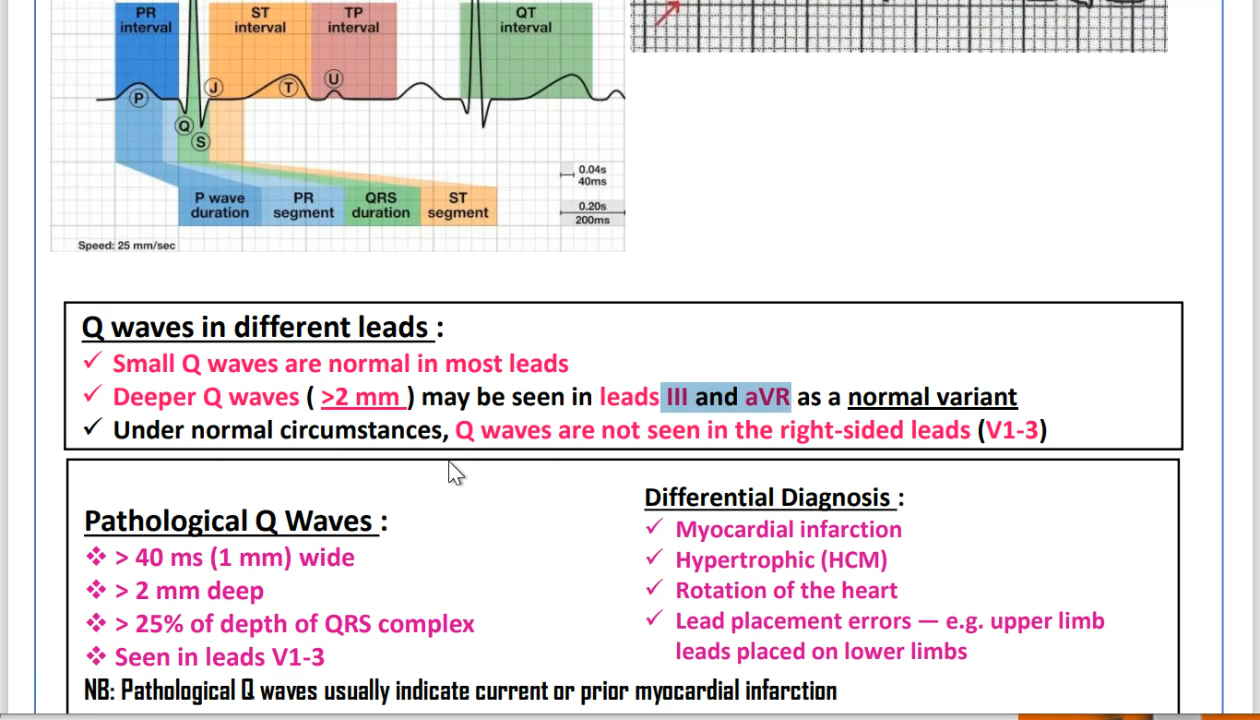 PR
interval
ST
interval
TP
interval
QT
interval
P
J
T
U
Q
S
0.04s
40ms
P wave
duration
PR
segment
QRS
duration
ST
segment
0.20s
200ms
Speed: 25 mm/sec
Q waves in different leads :
✓ Small Q waves are normal in most leads
✓ Deeper Q waves ( >2 mm ) may be seen in leads III and aVR as a normal variant
✓ Under normal circumstances, Q waves are not seen in the right-sided leads (V1-3)
Pathological Q Waves :
❖ > 40 ms (1 mm) wide
❖ > 2 mm deep
❖ > 25% of depth of QRS complex
❖ Seen in leads V1-3
Differential Diagnosis :
✓ Myocardial infarction
✓ Hypertrophic (HCM)
✓ Rotation of the heart
✓ Lead placement errors — e.g. upper limb
leads placed on lower limbs
NB: Pathological Q waves usually indicate current or prior myocardial infarction